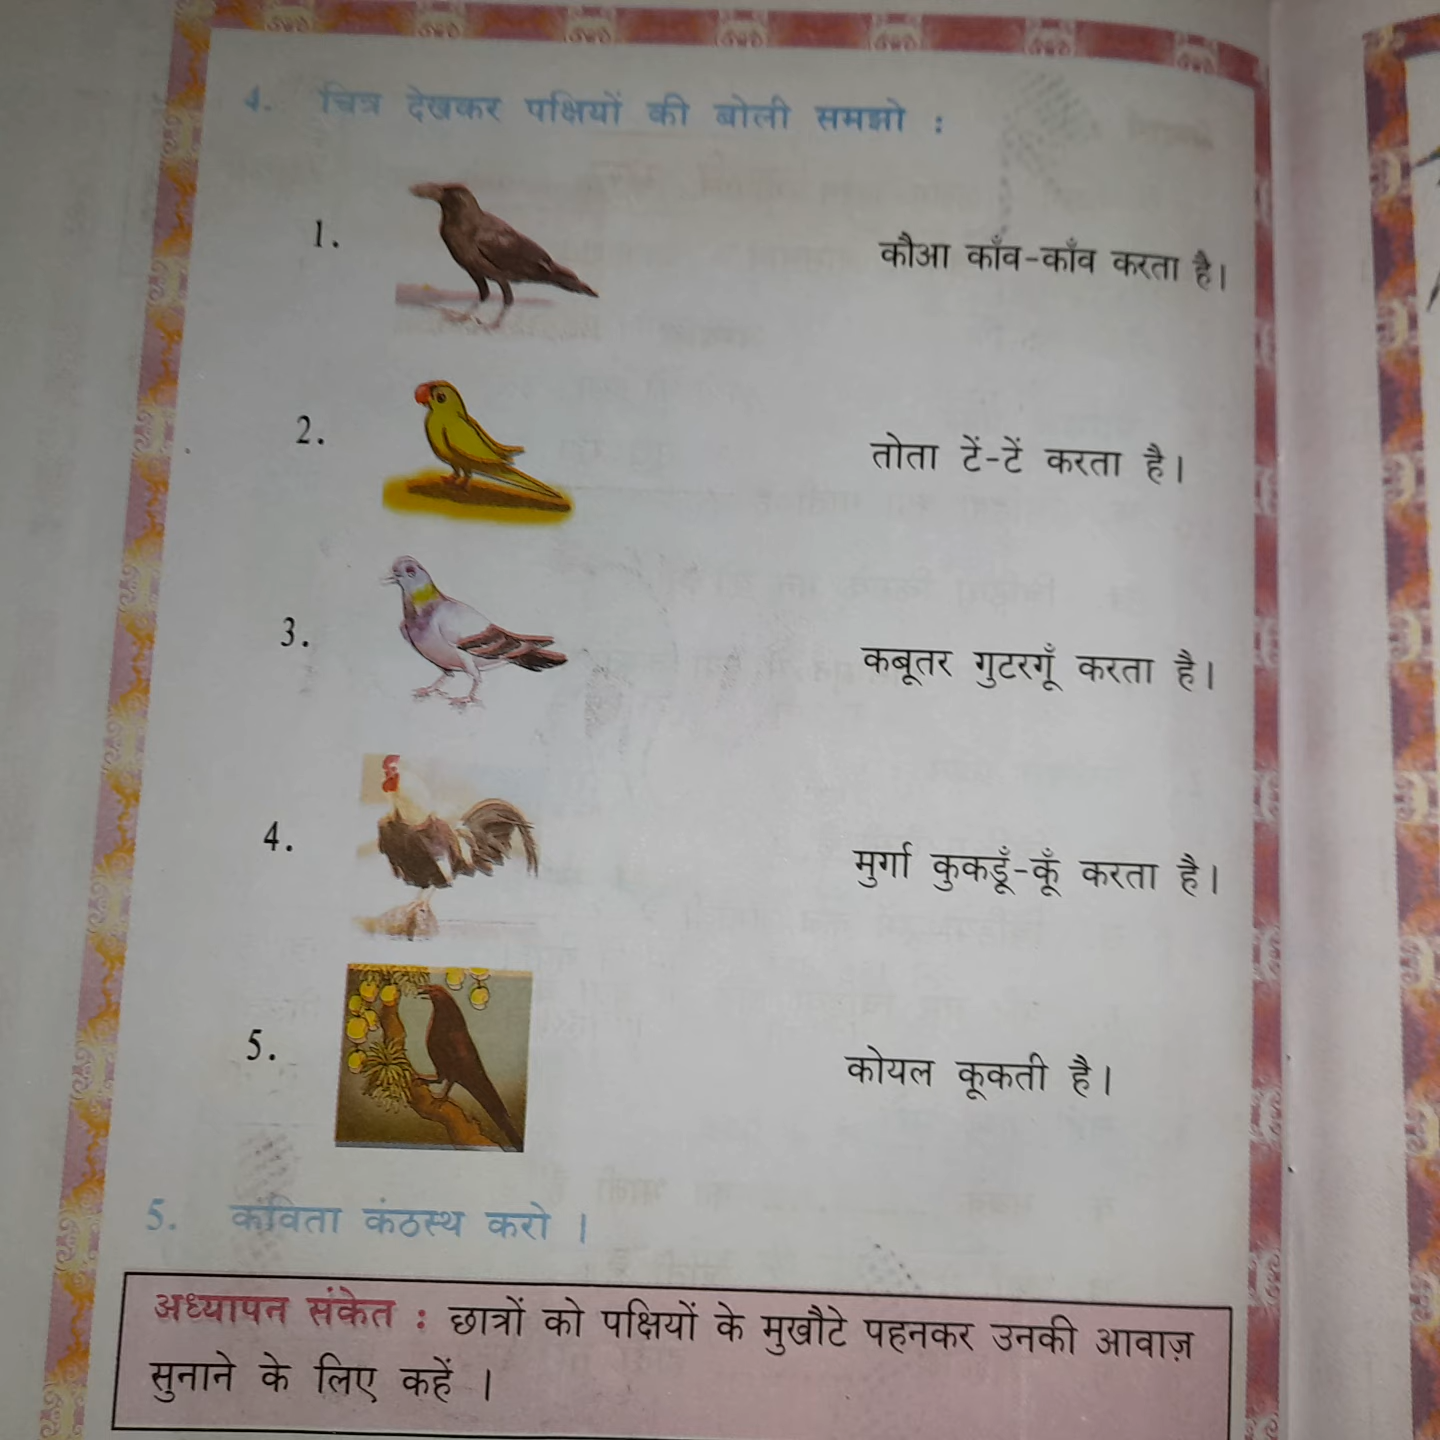 4. चित्र देखकर पक्षियों की बोली समझो :
1. कौआ काँव-काँव करता है।
2. तोता टें-टें करता है।
3. कबूतर गुटरगूँ करता है।
4. मुर्गा कुकडूँ-कूँ करता है।
5. कोयल कूकती है।
5. कविता कंठस्थ करो ।
अध्यापन संकेत : छात्रों को पक्षियों के मुखौटे पहनकर उनकी आवाज़
सुनाने के लिए कहें ।